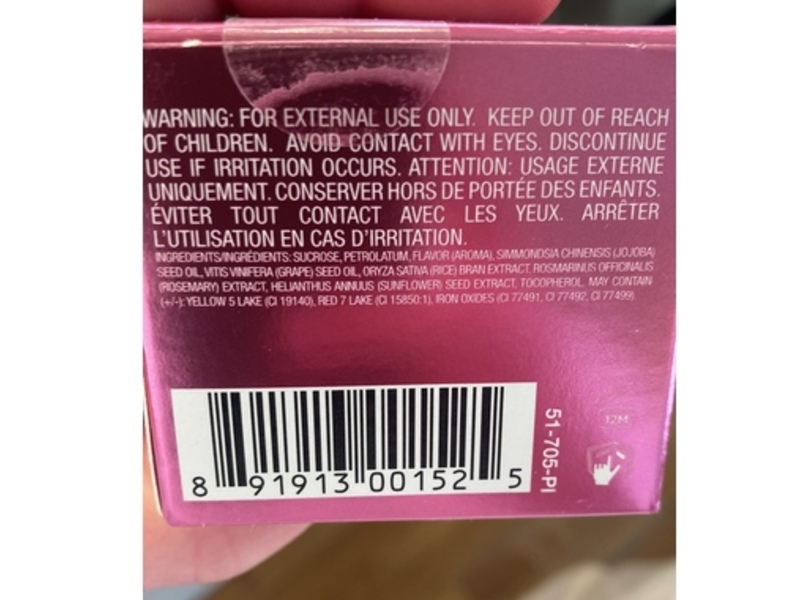 WARNING: FOR EXTERNAL USE ONLY. KEEP OUT OF REACH
OF CHILDREN. AVOID CONTACT WITH EYES. DISCONTINUE
USE IF IRRITATION OCCURS. ATTENTION: USAGE EXTERNE
UNIQUEMENT. CONSERVER HORS DE PORTÉE DES ENFANTS.
ÉVITER TOUT CONTACT AVEC LES YEUX. ARRÊTER
L'UTILISATION EN CAS D'IRRITATION.
INGREDIENTS/INGRÉDIENTS: SUCROSE, PETROLATUM, FLAVOR (AROMA), SIMMONDSIA CHINENSIS (JOJOBA)
SEED OIL, VITIS VINIFERA (GRAPE) SEED OIL, ORYZA SATIVA (RICE) BRAN EXTRACT, ROSMARINUS OFFICINALIS
(ROSEMARY) EXTRACT, HELIANTHUS ANNUUS (SUNFLOWER) SEED EXTRACT, TOCOPHEROL. MAY CONTAIN
(+/-): YELLOW 5 LAKE (CI 19140), RED 7 LAKE (CI 15850:1), IRON OXIDES (CI 77491, CI 77492, CI 77499)
8 91913 00152 5
51-705-PI
12M